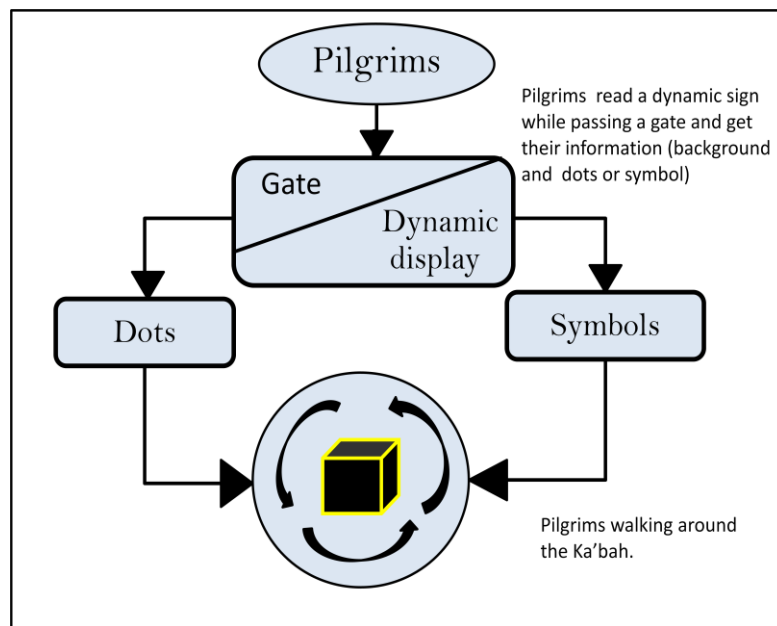 Pilgrims
Pilgrims read a dynamic sign
while passing a gate and get
their information (background
and dots or symbol)
Gate
Dynamic
display
Dots
Symbols
Pilgrims walking around
the Ka'bah.